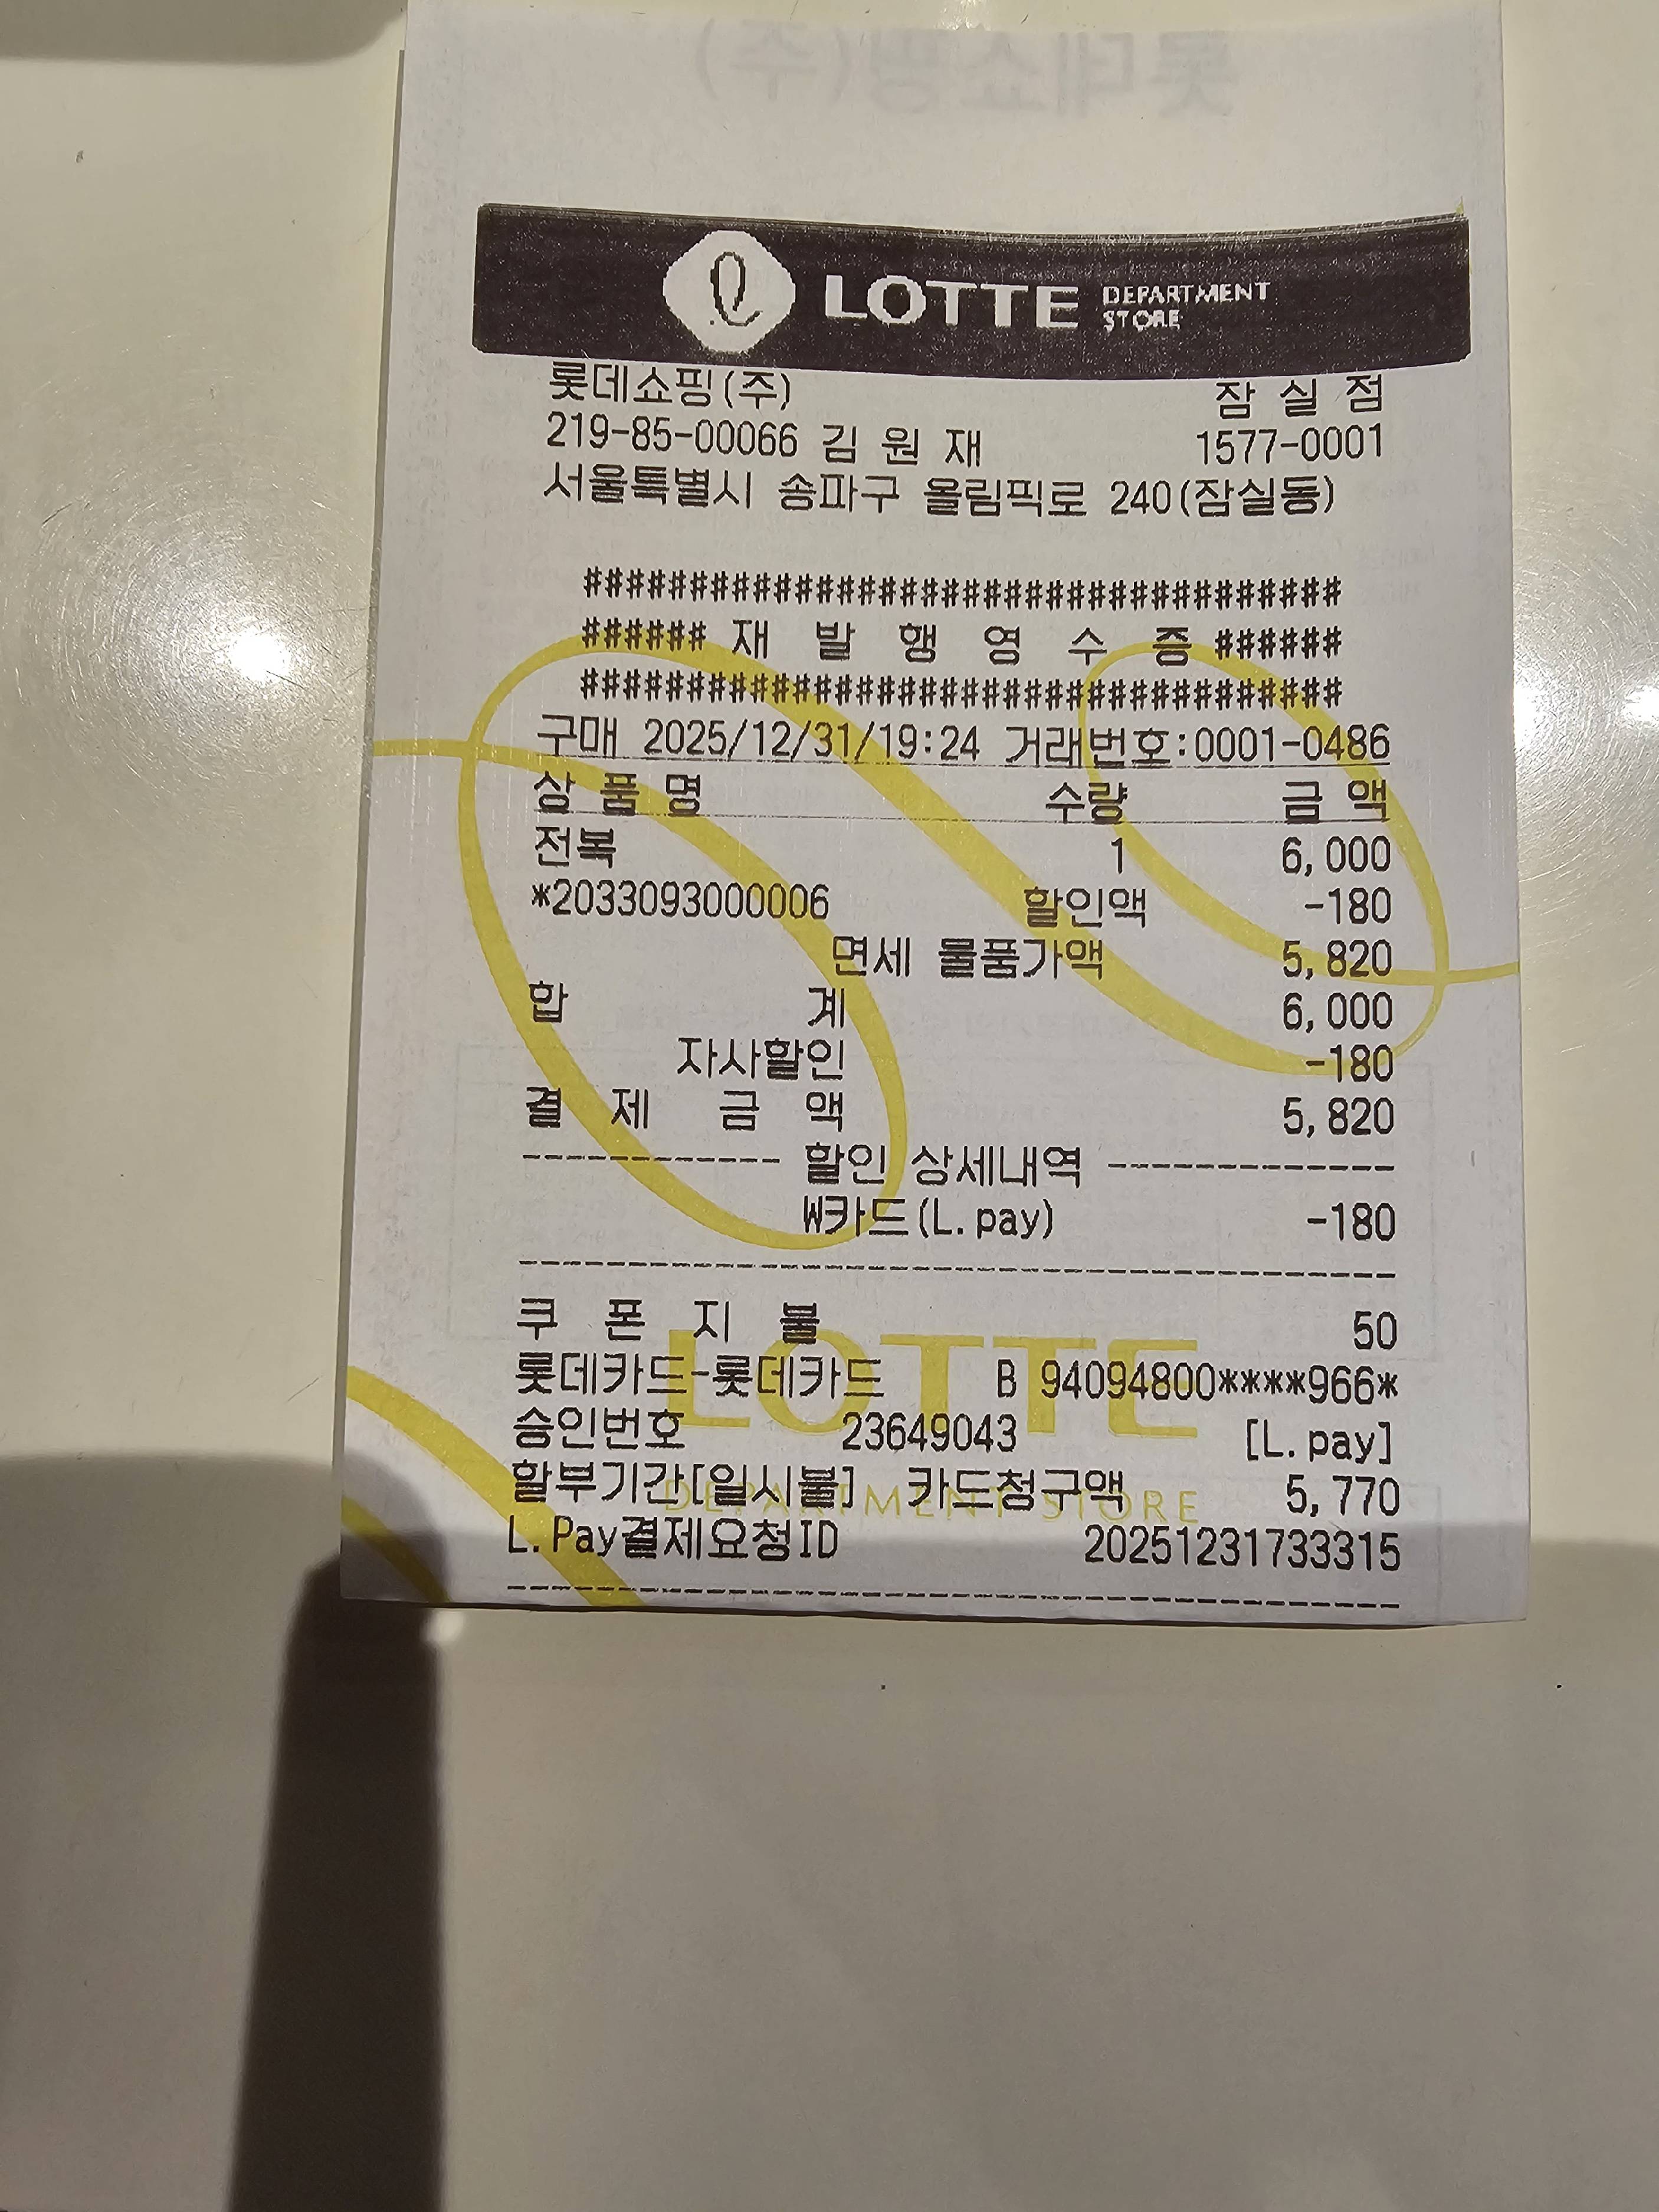 롯데쇼핑(주)
LOTTE DEPARTMENT STORE
롯데쇼핑(주) 잠 실 점
219-85-00066 김 원 재 1577-0001
서울특별시 송파구 올림픽로 240(잠실동)
####################################
###### 재 발 행 영 수 증 ######
####################################
구매 2025/12/31/19:24 거래번호:0001-0486
상 품 명 수량 금 액
전복 1 6,000
*2033093000006 할인액 -180
면세 물품가액 5,820
합 계 6,000
자사할인 -180
결 제 금 액 5,820
------------ 할인 상세내역 --------------
W카드(L.pay) -180
------------------------------------------
쿠 폰 지 불 50
롯데카드-롯데카드 B 94094800****966*
승인번호 23649043 [L.pay]
할부기간[일시불] 카드청구액 5,770
L.Pay결제요청ID 20251231733315
------------------------------------------
LOTTE
DEPARTMENT STORE